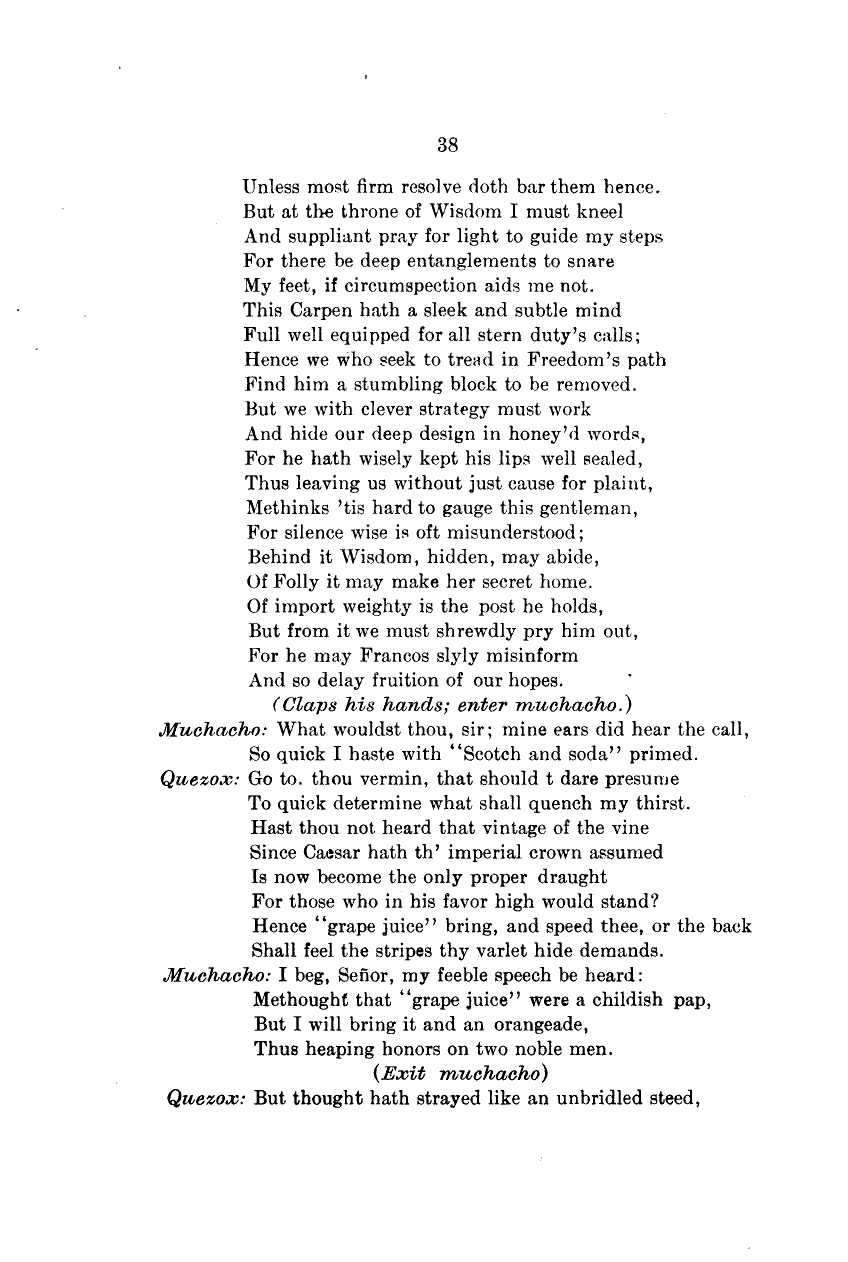 38
Unless most firm resolve doth bar them hence.
But at the throne of Wisdom I must kneel
And suppliant pray for light to guide my steps
For there be deep entanglements to snare
My feet, if circumspection aids me not.
This Carpen hath a sleek and subtle mind
Full well equipped for all stern duty's calls;
Hence we who seek to tread in Freedom's path
Find him a stumbling block to be removed.
But we with clever strategy must work
And hide our deep design in honey'd words,
For he hath wisely kept his lips well sealed,
Thus leaving us without just cause for plaint,
Methinks 'tis hard to gauge this gentleman,
For silence wise is oft misunderstood;
Behind it Wisdom, hidden, may abide,
Of Folly it may make her secret home.
Of import weighty is the post he holds,
But from it we must shrewdly pry him out,
For he may Francos slyly misinform
And so delay fruition of our hopes.
(Claps his hands; enter muchacho.)
Muchacho: What wouldst thou, sir; mine ears did hear the call,
So quick I haste with "Scotch and soda" primed.
Quezox: Go to. thou vermin, that should t dare presume
To quick determine what shall quench my thirst.
Hast thou not heard that vintage of the vine
Since Caesar hath th' imperial crown assumed
Is now become the only proper draught
For those who in his favor high would stand?
Hence "grape juice" bring, and speed thee, or the back
Shall feel the stripes thy varlet hide demands.
Muchacho: I beg, Señor, my feeble speech be heard:
Methought that "grape juice" were a childish pap,
But I will bring it and an orangeade,
Thus heaping honors on two noble men.
(Exit muchacho)
Quezox: But thought hath strayed like an unbridled steed,